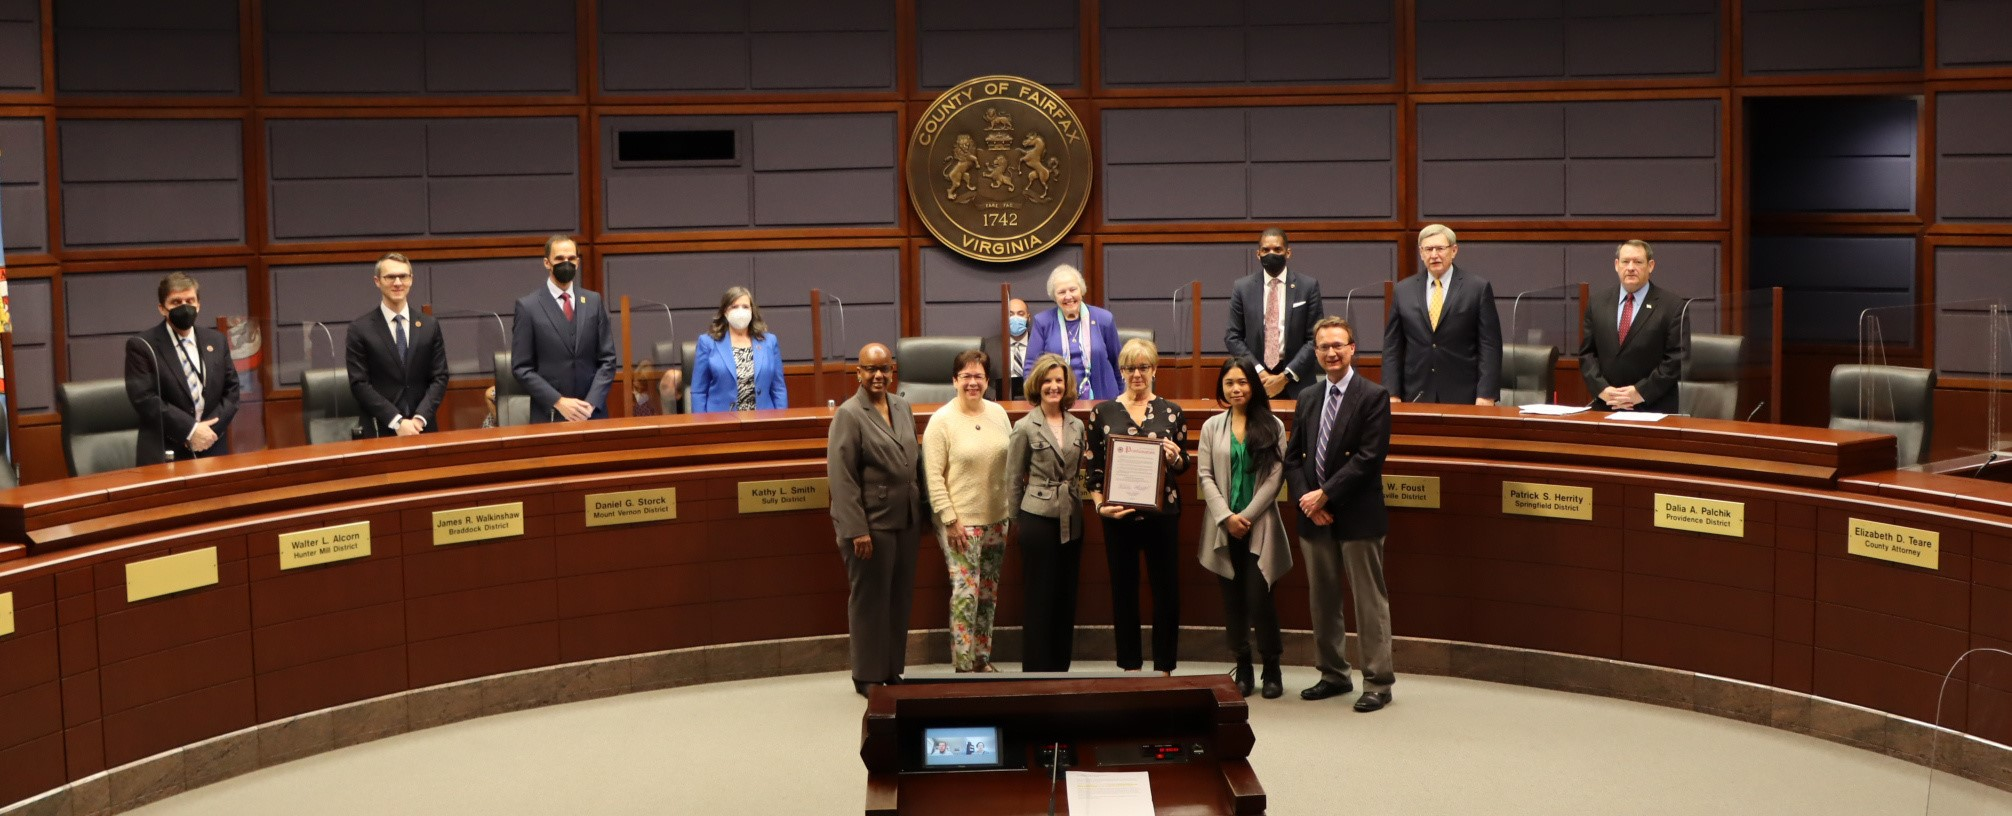 COUNTY OF FAIRFAX
1742
VIRGINIA
Walter L. Alcorn
Hunter Mill District
James R. Walkinshaw
Braddock District
Daniel G. Storck
Mount Vernon District
Kathy L. Smith
Sully District
W. Foust
District
Patrick S. Herrity
Springfield District
Dalia A. Palchik
Providence District
Elizabeth D. Teare
County Attorney